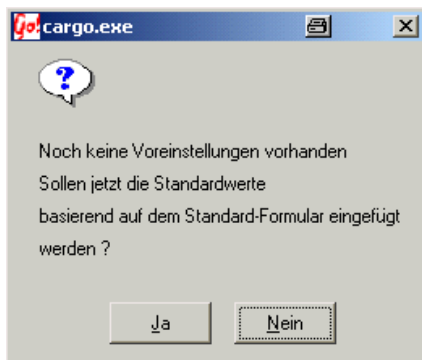 Go! cargo.exe
?
Noch keine Voreinstellungen vorhanden
Sollen jetzt die Standardwerte
basierend auf dem Standard-Formular eingefügt
werden ?
Ja Nein